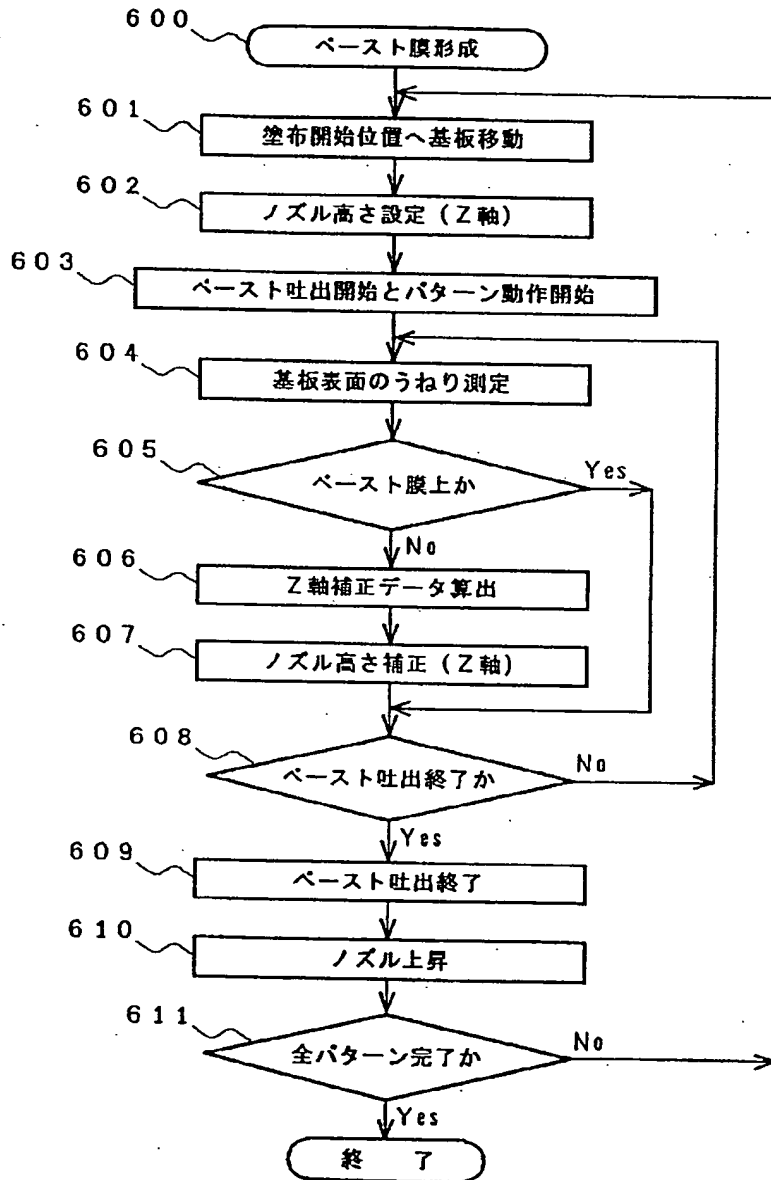 600
ペースト膜形成
601
塗布開始位置へ基板移動
602
ノズル高さ設定（Z軸）
603
ペースト吐出開始とパターン動作開始
604
基板表面のうねり測定
605
ペースト膜上か
Yes
No
606
Z軸補正データ算出
607
ノズル高さ補正（Z軸）
608
ペースト吐出終了か
No
Yes
609
ペースト吐出終了
610
ノズル上昇
611
全パターン完了か
No
Yes
終 了